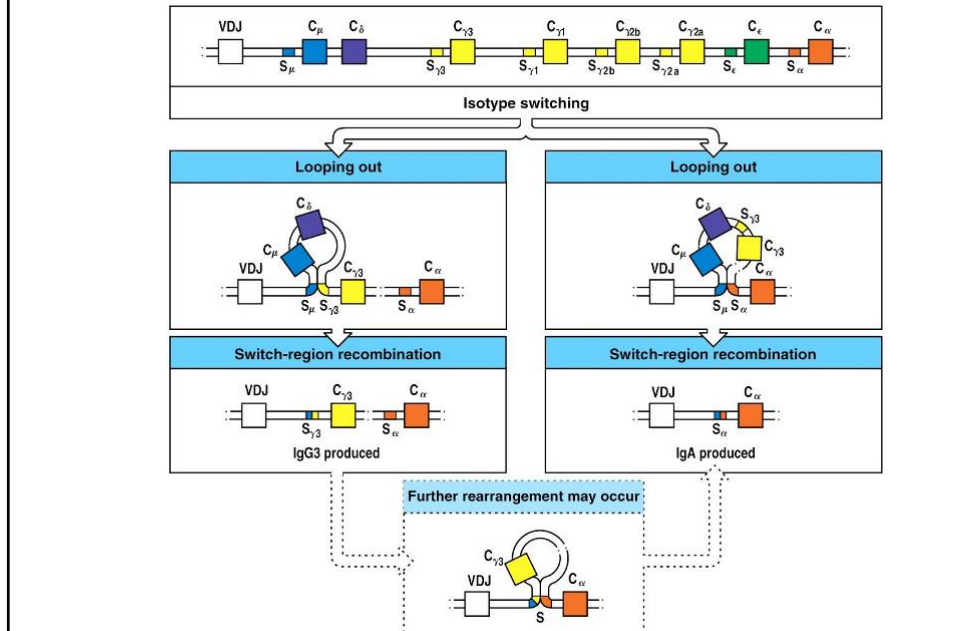 VDJ Cμ Cδ Cγ3 Cγ1 Cγ2b Cγ2a Cϵ Cα
Sμ Sγ3 Sγ1 Sγ2b Sγ2a Sϵ Sα
Isotype switching
Looping out
Cδ
Cμ
VDJ Cγ3 Cα
Sμ Sγ3 Sα
Looping out
Cδ Sγ3
Cμ Cγ3
VDJ Cα
Sμ Sα
Switch-region recombination
VDJ Cγ3 Cα
Sγ3 Sα
IgG3 produced
Switch-region recombination
VDJ Cα
Sα
IgA produced
Further rearrangement may occur
Cγ3
VDJ Cα
S